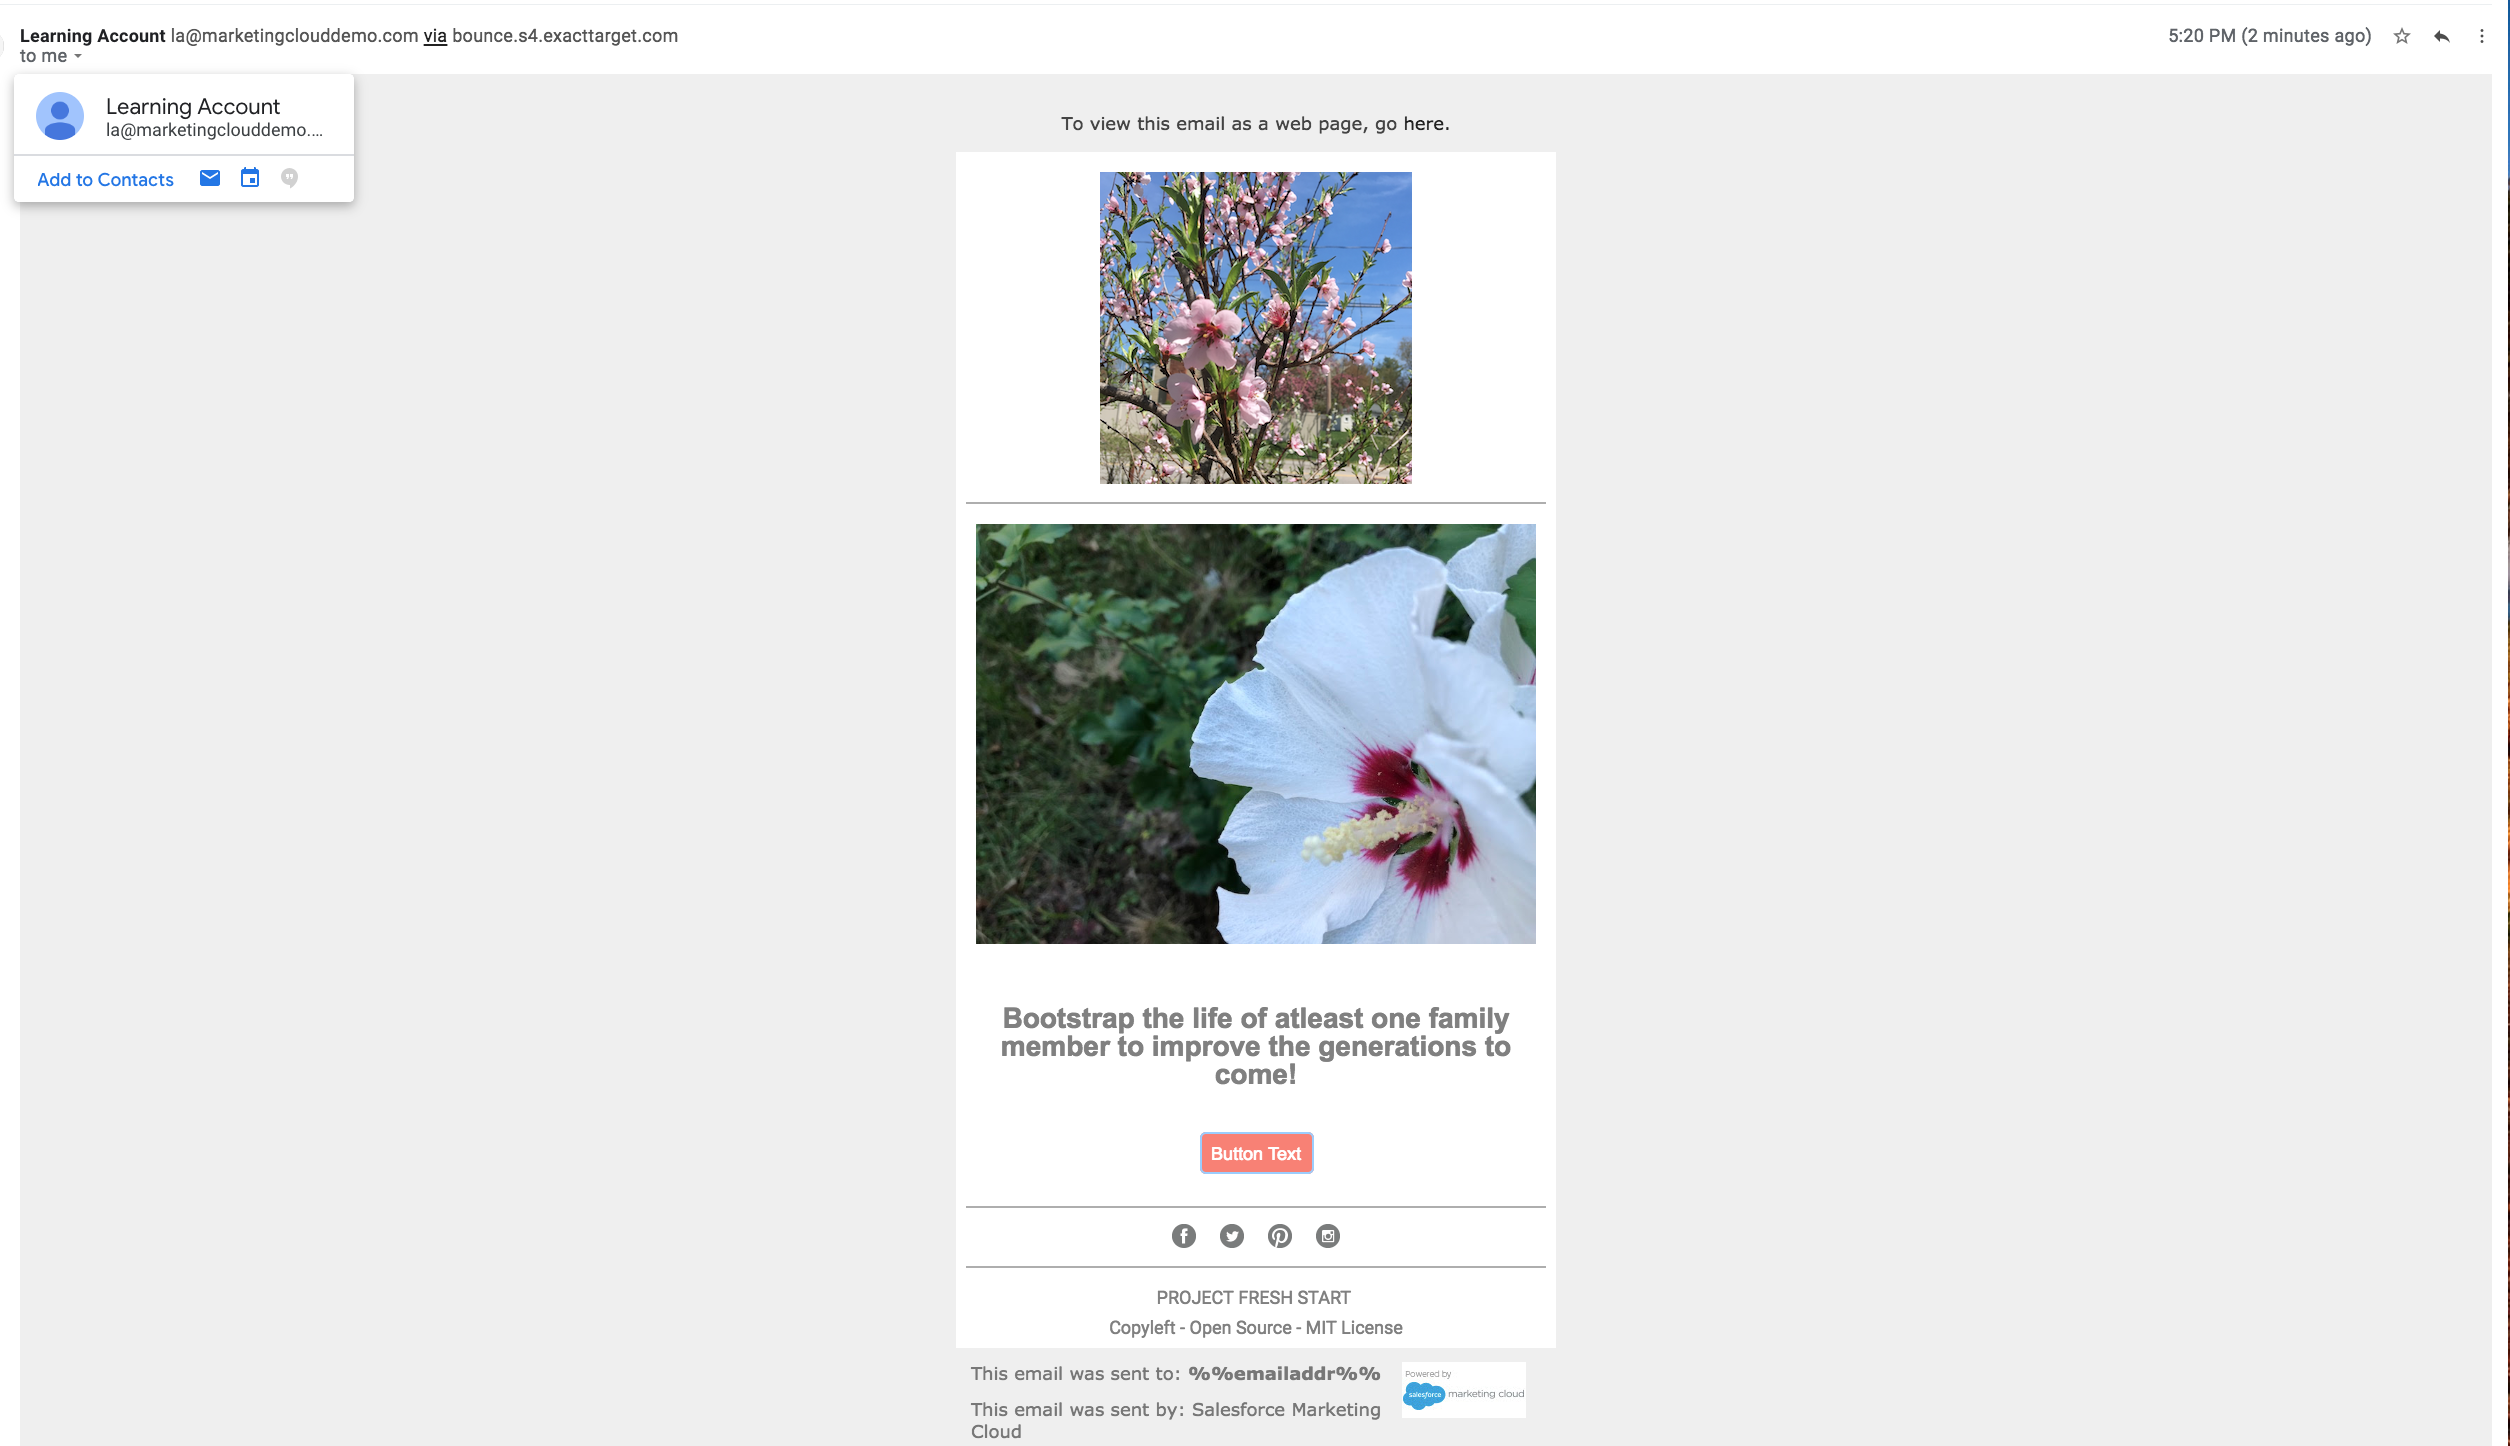 Learning Account la@marketingclouddemo.com via bounce.s4.exacttarget.com
5:20 PM (2 minutes ago)
to me
Learning Account
la@marketingclouddemo....
Add to Contacts
To view this email as a web page, go here.
Bootstrap the life of atleast one family
member to improve the generations to
come!
Button Text
PROJECT FRESH START
Copyleft - Open Source - MIT License
This email was sent to: %%emailaddr%%
This email was sent by: Salesforce Marketing
Cloud
Powered by
salesforce marketing cloud